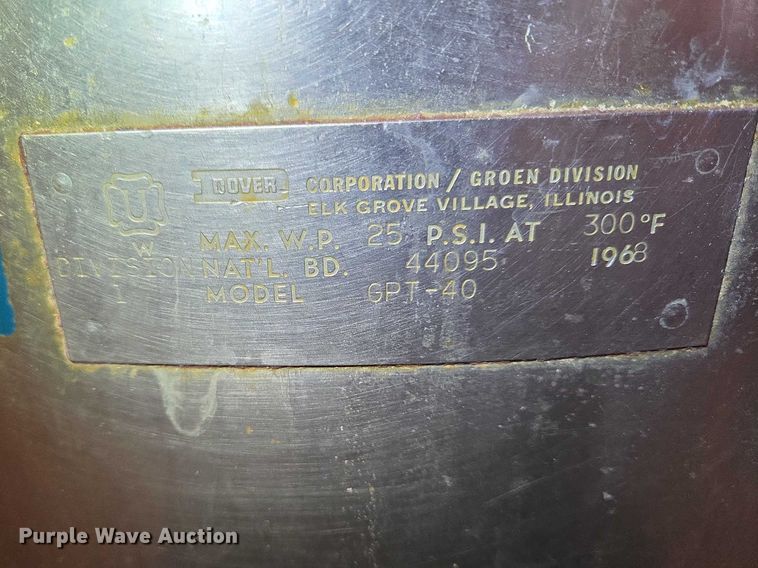 U
W
DIVISION
1
DOVER CORPORATION / GROEN DIVISION
ELK GROVE VILLAGE, ILLINOIS
MAX. W.P. 25 P.S.I. AT 300°F
NAT'L. BD. 44095 1968
MODEL GPT-40
Purple Wave Auction